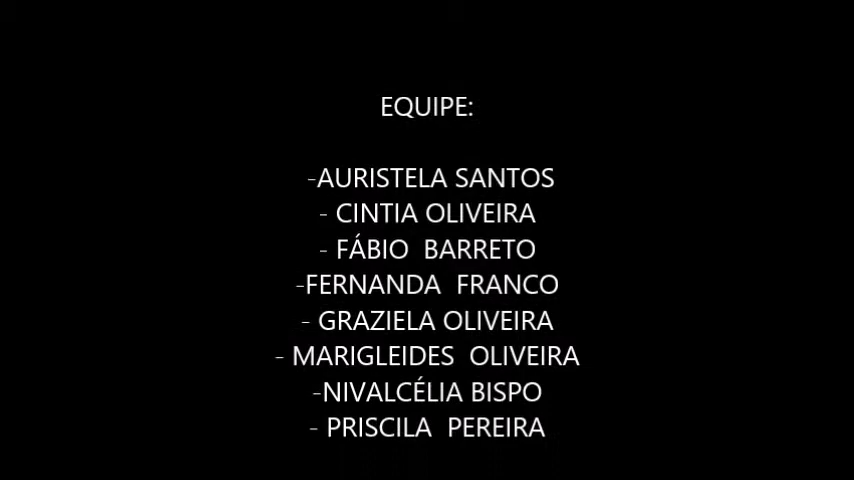 EQUIPE:
-AURISTELA SANTOS
- CINTIA OLIVEIRA
- FÁBIO  BARRETO
-FERNANDA  FRANCO
- GRAZIELA OLIVEIRA
- MARIGLEIDES  OLIVEIRA
-NIVALCÉLIA BISPO
- PRISCILA  PEREIRA